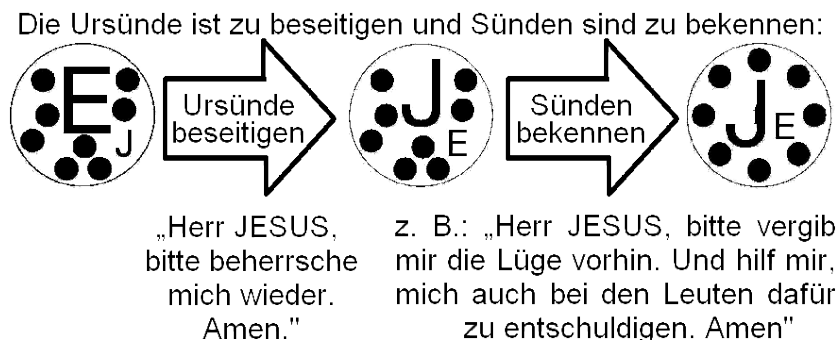 Die Ursünde ist zu beseitigen und Sünden sind zu bekennen:
E J
Ursünde
beseitigen
J E
Sünden
bekennen
J E
„Herr JESUS,
bitte beherrsche
mich wieder.
Amen."
z. B.: „Herr JESUS, bitte vergib
mir die Lüge vorhin. Und hilf mir,
mich auch bei den Leuten dafür
zu entschuldigen. Amen"